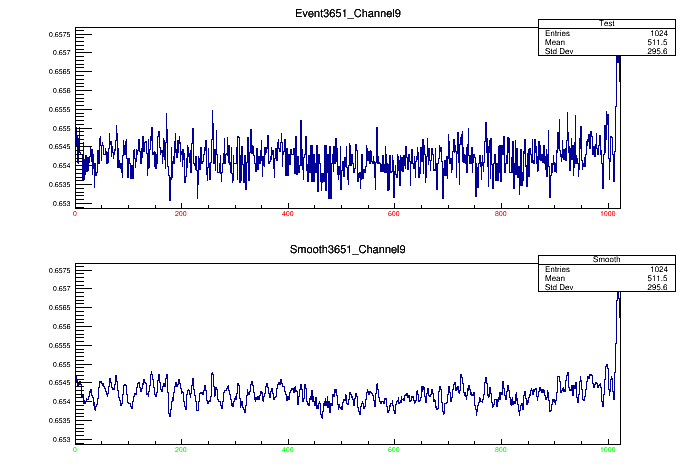 Event3651_Channel9
Test
Entries 1024
Mean 511.5
Std Dev 295.6
0.6575
0.657
0.6565
0.656
0.6555
0.655
0.6545
0.654
0.6535
0.653
0 200 400 600 800 1000
Smooth3651_Channel9
Smooth
Entries 1024
Mean 511.5
Std Dev 295.6
0.6575
0.657
0.6565
0.656
0.6555
0.655
0.6545
0.654
0.6535
0.653
0 200 400 600 800 1000